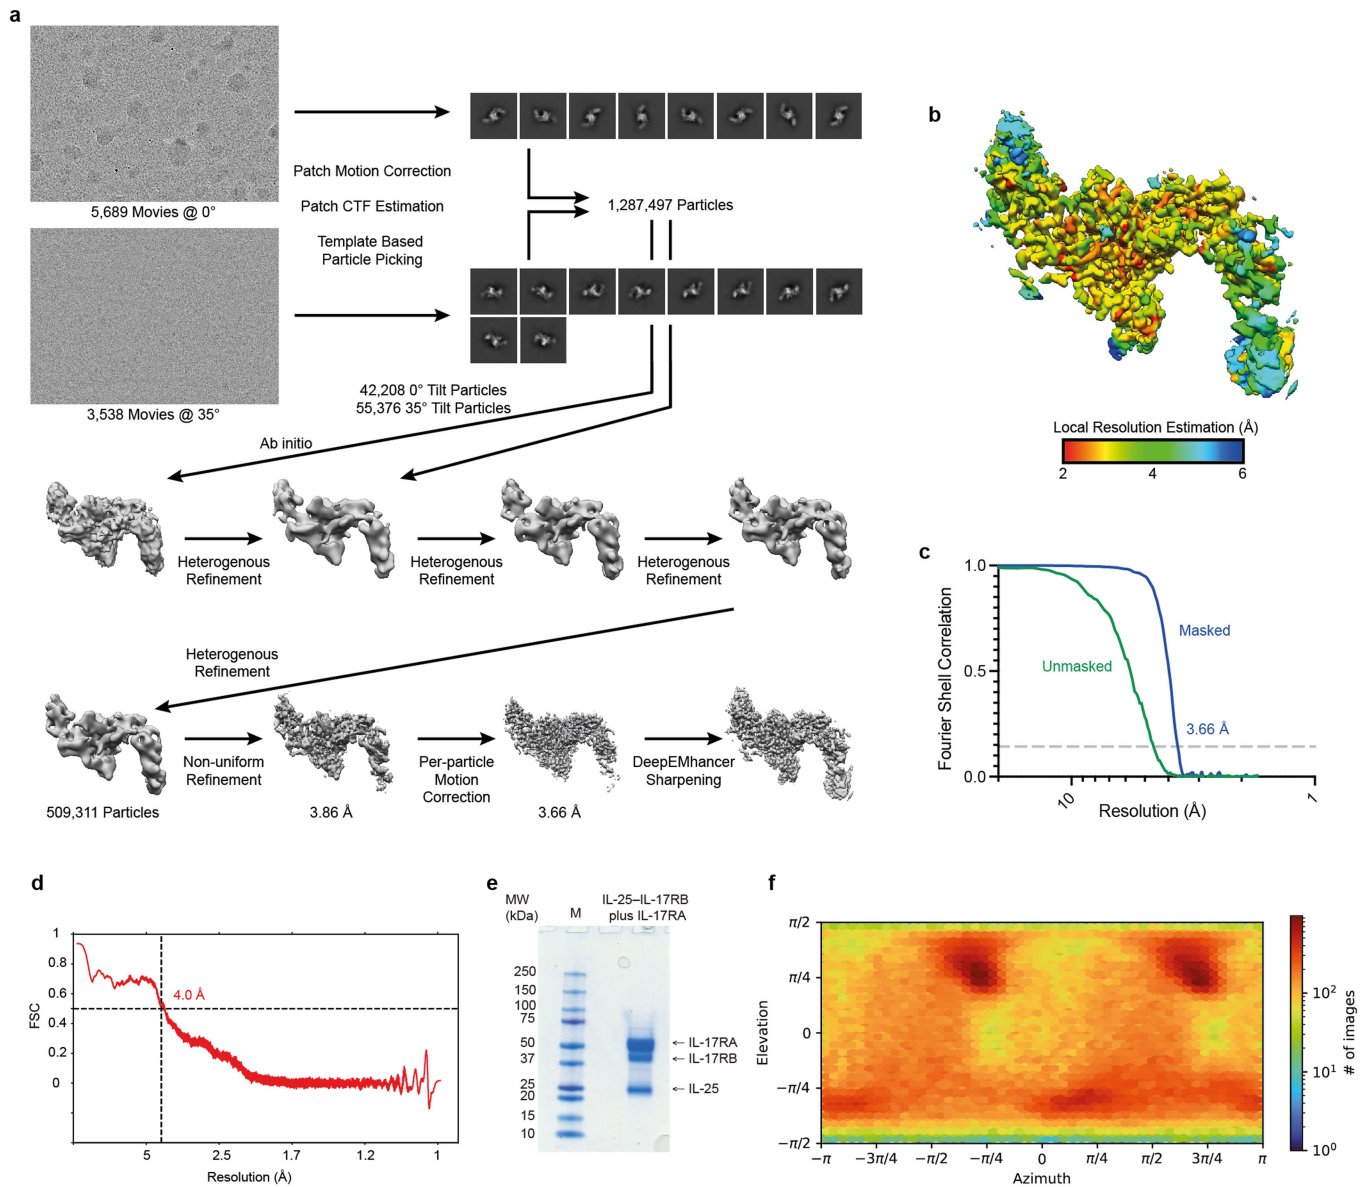 a
5,689 Movies @ 0°
3,538 Movies @ 35°
Patch Motion Correction
Patch CTF Estimation
Template Based
Particle Picking
1,287,497 Particles
42,208 0° Tilt Particles
55,376 35° Tilt Particles
Ab initio
Heterogenous
Refinement
Heterogenous
Refinement
Heterogenous
Refinement
Heterogenous
Refinement
Non-uniform
Refinement
Per-particle
Motion
Correction
DeepEMhancer
Sharpening
509,311 Particles
3.86 Å
3.66 Å
b
Local Resolution Estimation (Å)
2 4 6
c
Fourier Shell Correlation
1.0
0.5
0.0
Masked
Unmasked
3.66 Å
10 1
Resolution (Å)
d
FSC
1
0.8
0.6
0.4
0.2
0
4.0 Å
5 2.5 1.7 1.2 1
Resolution (Å)
e
MW
(kDa)
M
IL-25–IL-17RB
plus IL-17RA
250
150
100
75
50
37
25
20
15
10
IL-17RA
IL-17RB
IL-25
f
Elevation
π/2
π/4
0
−π/4
−π/2
−π −3π/4 −π/2 −π/4 0 π/4 π/2 3π/4 π
Azimuth
10²
10¹
10⁰
# of images